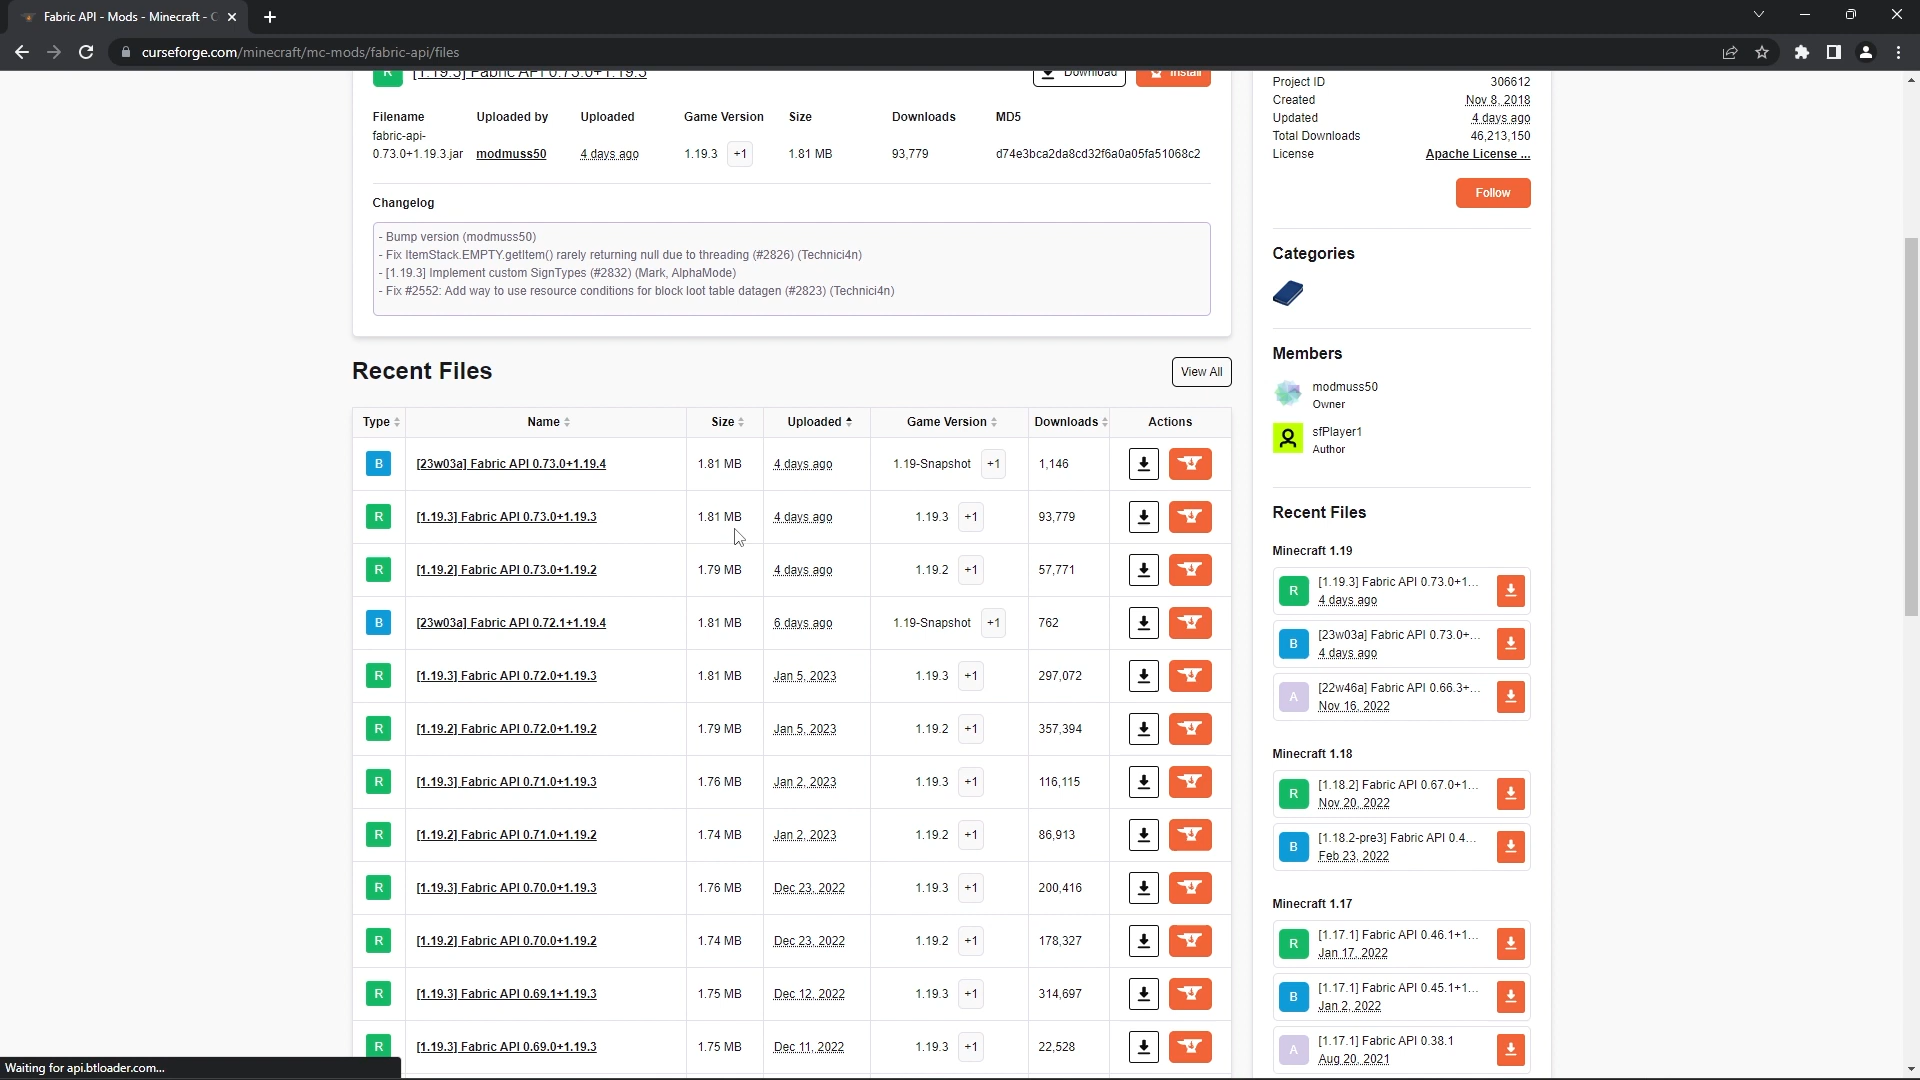 Fabric API - Mods - Minecraft - C
curseforge.com/minecraft/mc-mods/fabric-api/files
R [1.19.3] Fabric API 0.73.0+1.19.3 Download Install
Filename Uploaded by Uploaded Game Version Size Downloads MD5
fabric-api-
0.73.0+1.19.3.jar modmuss50 4 days ago 1.19.3 +1 1.81 MB 93,779 d74e3bca2da8cd32f6a0a05fa51068c2
Changelog
- Bump version (modmuss50)
- Fix ItemStack.EMPTY.getItem() rarely returning null due to threading (#2826) (Technici4n)
- [1.19.3] Implement custom SignTypes (#2832) (Mark, AlphaMode)
- Fix #2552: Add way to use resource conditions for block loot table datagen (#2823) (Technici4n)
Recent Files
View All
Type Name Size Uploaded Game Version Downloads Actions
B [23w03a] Fabric API 0.73.0+1.19.4 1.81 MB 4 days ago 1.19-Snapshot +1 1,146
R [1.19.3] Fabric API 0.73.0+1.19.3 1.81 MB 4 days ago 1.19.3 +1 93,779
R [1.19.2] Fabric API 0.73.0+1.19.2 1.79 MB 4 days ago 1.19.2 +1 57,771
B [23w03a] Fabric API 0.72.1+1.19.4 1.81 MB 6 days ago 1.19-Snapshot +1 762
R [1.19.3] Fabric API 0.72.0+1.19.3 1.81 MB Jan 5, 2023 1.19.3 +1 297,072
R [1.19.2] Fabric API 0.72.0+1.19.2 1.79 MB Jan 5, 2023 1.19.2 +1 357,394
R [1.19.3] Fabric API 0.71.0+1.19.3 1.76 MB Jan 2, 2023 1.19.3 +1 116,115
R [1.19.2] Fabric API 0.71.0+1.19.2 1.74 MB Jan 2, 2023 1.19.2 +1 86,913
R [1.19.3] Fabric API 0.70.0+1.19.3 1.76 MB Dec 23, 2022 1.19.3 +1 200,416
R [1.19.2] Fabric API 0.70.0+1.19.2 1.74 MB Dec 23, 2022 1.19.2 +1 178,327
R [1.19.3] Fabric API 0.69.1+1.19.3 1.75 MB Dec 12, 2022 1.19.3 +1 314,697
R [1.19.3] Fabric API 0.69.0+1.19.3 1.75 MB Dec 11, 2022 1.19.3 +1 22,528
Project ID 306612
Created Nov 8, 2018
Updated 4 days ago
Total Downloads 46,213,150
License Apache License ...
Follow
Categories
Members
modmuss50
Owner
sfPlayer1
Author
Recent Files
Minecraft 1.19
R [1.19.3] Fabric API 0.73.0+1...
4 days ago
B [23w03a] Fabric API 0.73.0+...
4 days ago
A [22w46a] Fabric API 0.66.3+...
Nov 16, 2022
Minecraft 1.18
R [1.18.2] Fabric API 0.67.0+1...
Nov 20, 2022
B [1.18.2-pre3] Fabric API 0.4...
Feb 23, 2022
Minecraft 1.17
R [1.17.1] Fabric API 0.46.1+1...
Jan 17, 2022
B [1.17.1] Fabric API 0.45.1+1...
Jan 2, 2022
A [1.17.1] Fabric API 0.38.1
Aug 20, 2021
Waiting for api.btloader.com...